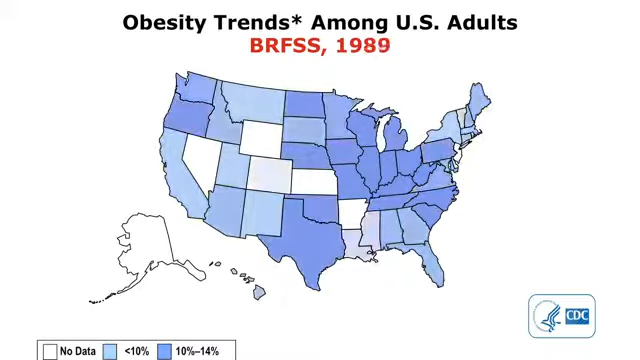 Obesity Trends* Among U.S. Adults
BRFSS, 1989
CDC
No Data
<10%
10%–14%